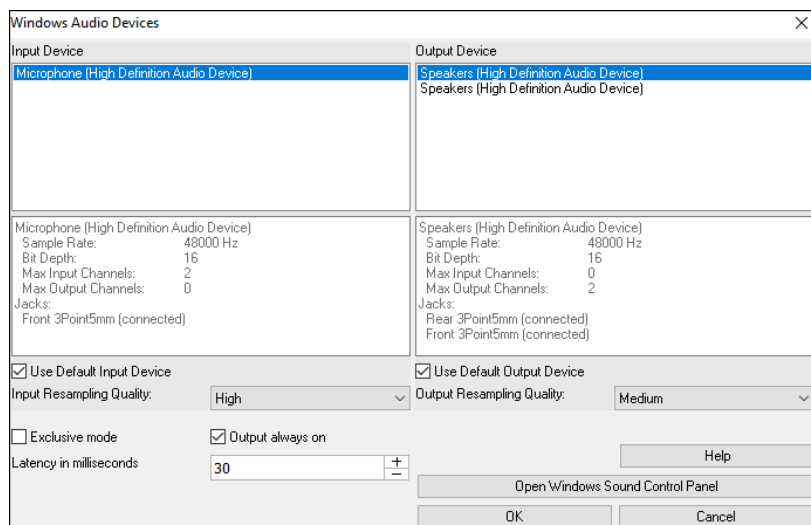 Windows Audio Devices
Input Device
Microphone (High Definition Audio Device)
Microphone (High Definition Audio Device)
Sample Rate: 48000 Hz
Bit Depth: 16
Max Input Channels: 2
Max Output Channels: 0
Jacks:
Front 3Point5mm (connected)
Use Default Input Device
Input Resampling Quality: High
Output Device
Speakers (High Definition Audio Device)
Speakers (High Definition Audio Device)
Speakers (High Definition Audio Device)
Sample Rate: 48000 Hz
Bit Depth: 16
Max Input Channels: 0
Max Output Channels: 2
Jacks:
Rear 3Point5mm (connected)
Front 3Point5mm (connected)
Use Default Output Device
Output Resampling Quality: Medium
Exclusive mode
Output always on
Latency in milliseconds 30
Help
Open Windows Sound Control Panel
OK
Cancel